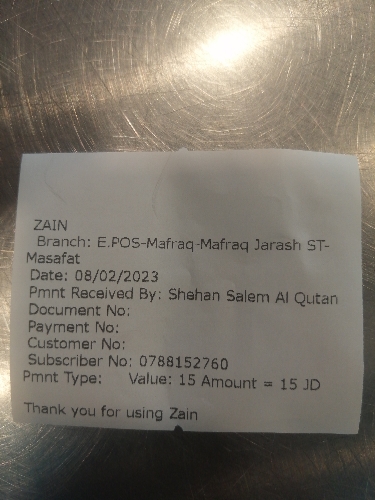 ZAIN
Branch: E.POS-Mafraq-Mafraq Jarash ST-
Masafat
Date: 08/02/2023
Pmnt Received By: Shehan Salem Al Qutan
Document No:
Payment No:
Customer No:
Subscriber No: 0788152760
Pmnt Type: Value: 15 Amount = 15 JD
Thank you for using Zain